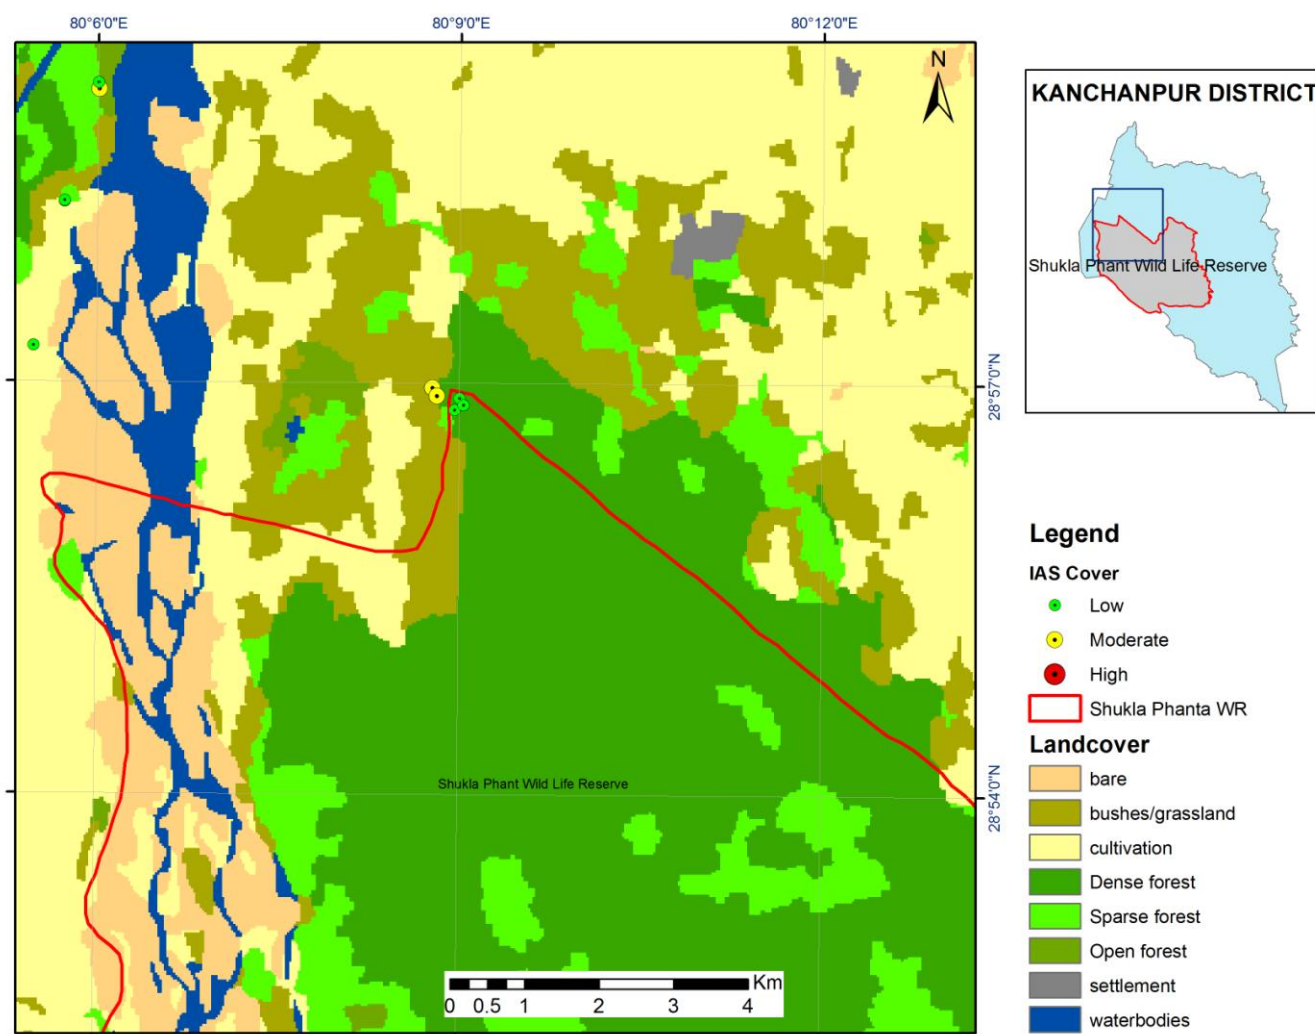 80°6'0"E
80°9'0"E
80°12'0"E
N
28°57'0"N
28°54'0"N
Shukla Phant Wild Life Reserve
Km
0 0.5 1 2 3 4
KANCHANPUR DISTRICT
Shukla Phant Wild Life Reserve
Legend
IAS Cover
Low
Moderate
High
Shukla Phanta WR
Landcover
bare
bushes/grassland
cultivation
Dense forest
Sparse forest
Open forest
settlement
waterbodies